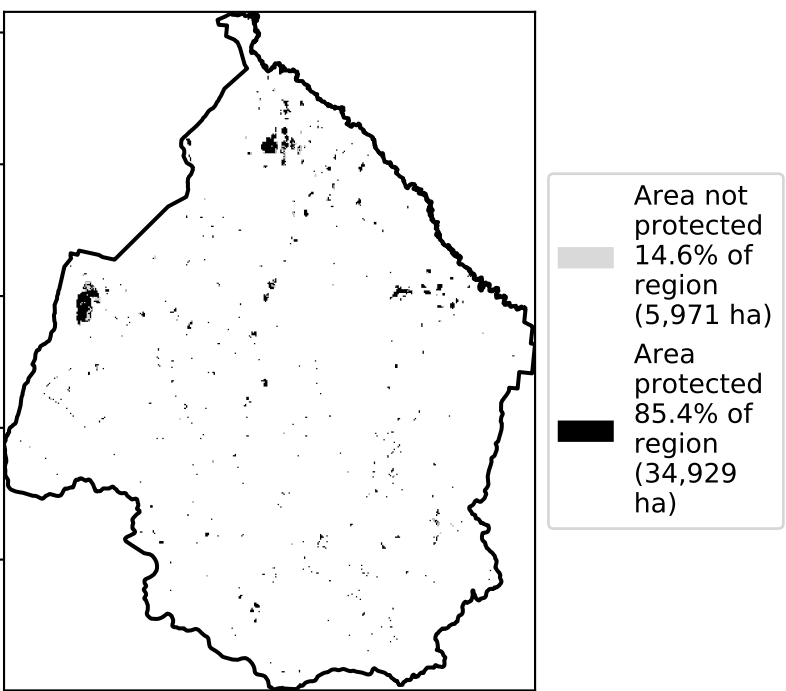 Area not
protected
14.6% of
region
(5,971 ha)
Area
protected
85.4% of
region
(34,929
ha)